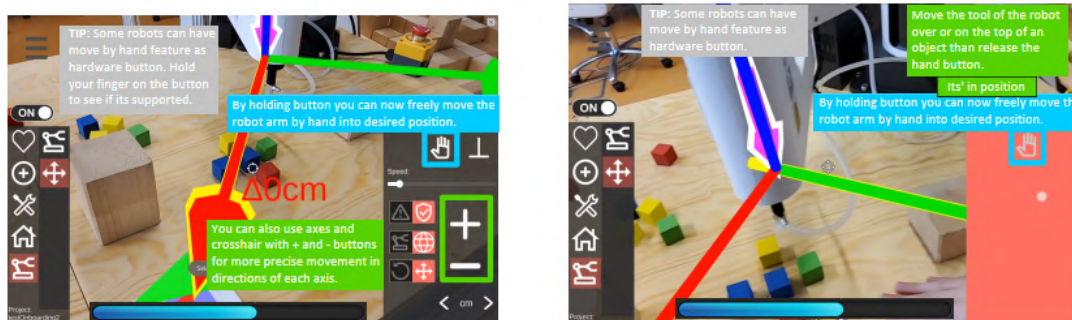 TIP: Some robots can have
move by hand feature as
hardware button. Hold
your finger on the button
to see if its supported.
ON
By holding button you can now freely move the
robot arm by hand into desired position.
Speed:
Δ0cm
You can also use axes and
crosshair with + and - buttons
for more precise movement in
directions of each axis.
cm
Project:
testOnboarding2
TIP: Some robots can have
move by hand feature as
hardware button.
Move the tool of the robot
over or on the top of an
object than release the
hand button.
Its' in position
ON
By holding button you can now freely move the
robot arm by hand into desired position.
Project: